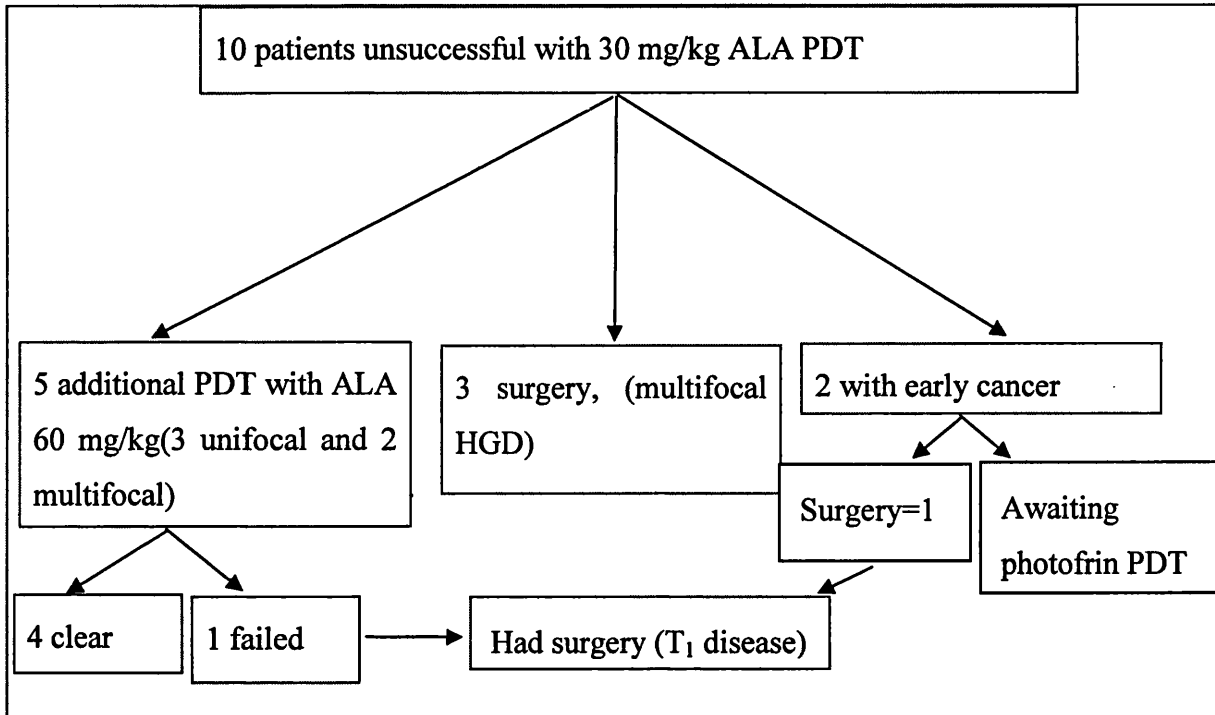 10 patients unsuccessful with 30 mg/kg ALA PDT
5 additional PDT with ALA
60 mg/kg(3 unifocal and 2
multifocal)
3 surgery, (multifocal
HGD)
2 with early cancer
Surgery=1
Awaiting
photofrin PDT
4 clear
1 failed
Had surgery (T₁ disease)